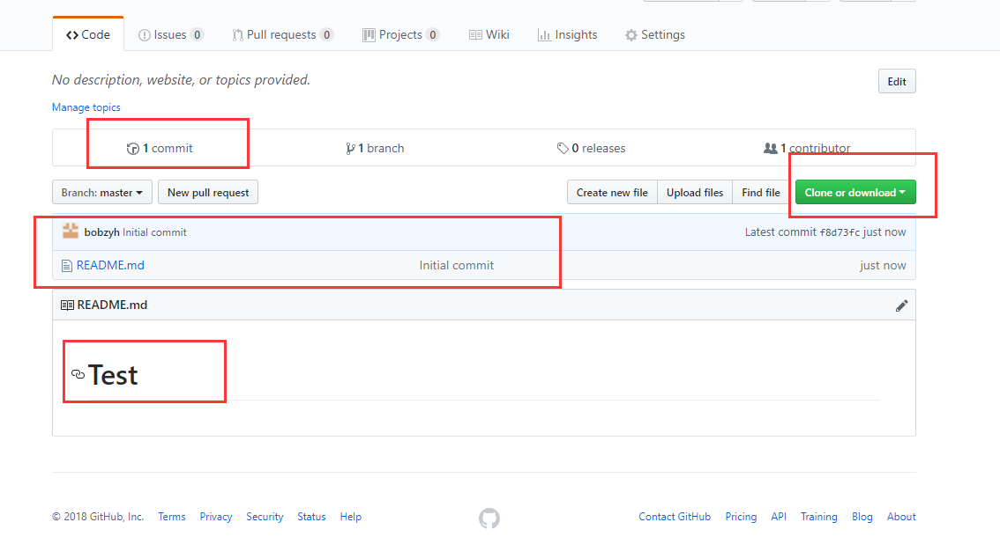 Code Issues 0 Pull requests 0 Projects 0 Wiki Insights Settings
No description, website, or topics provided. Edit
Manage topics
1 commit 1 branch 0 releases 1 contributor
Branch: master New pull request Create new file Upload files Find file Clone or download
bobzyh Initial commit Latest commit f8d73fc just now
README.md Initial commit just now
README.md
Test
© 2018 GitHub, Inc. Terms Privacy Security Status Help Contact GitHub Pricing API Training Blog About